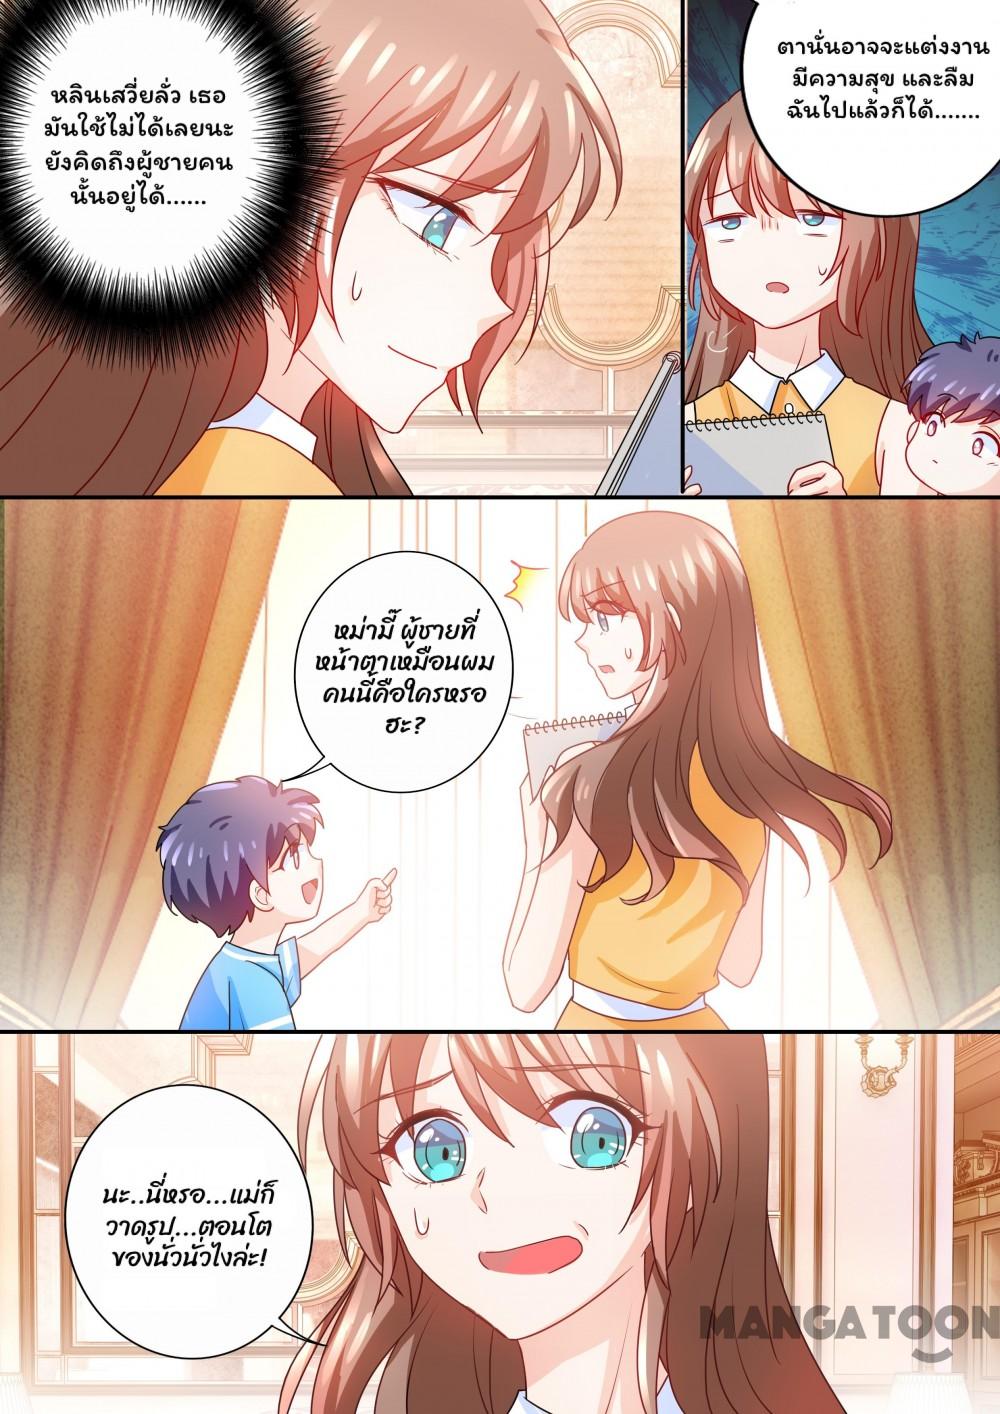 หลินเสวี่ยลั่ว เธอ
มันใช้ไม่ได้เลยนะ
ยังคิดถึงผู้ชายคน
นั้นอยู่ได้......
ตานั่นอาจจะแต่งงาน
มีความสุข และลืม
ฉันไปแล้วก็ได้.......
หม่ามี๊ ผู้ชายที่
หน้าตาเหมือนผม
คนนี้คือใครหรอ
ฮะ?
นะ..นี่หรอ...แม่ก็
วาดรูป...ตอนโต
ของนั่วนั่วไงล่ะ!
MANGATOON